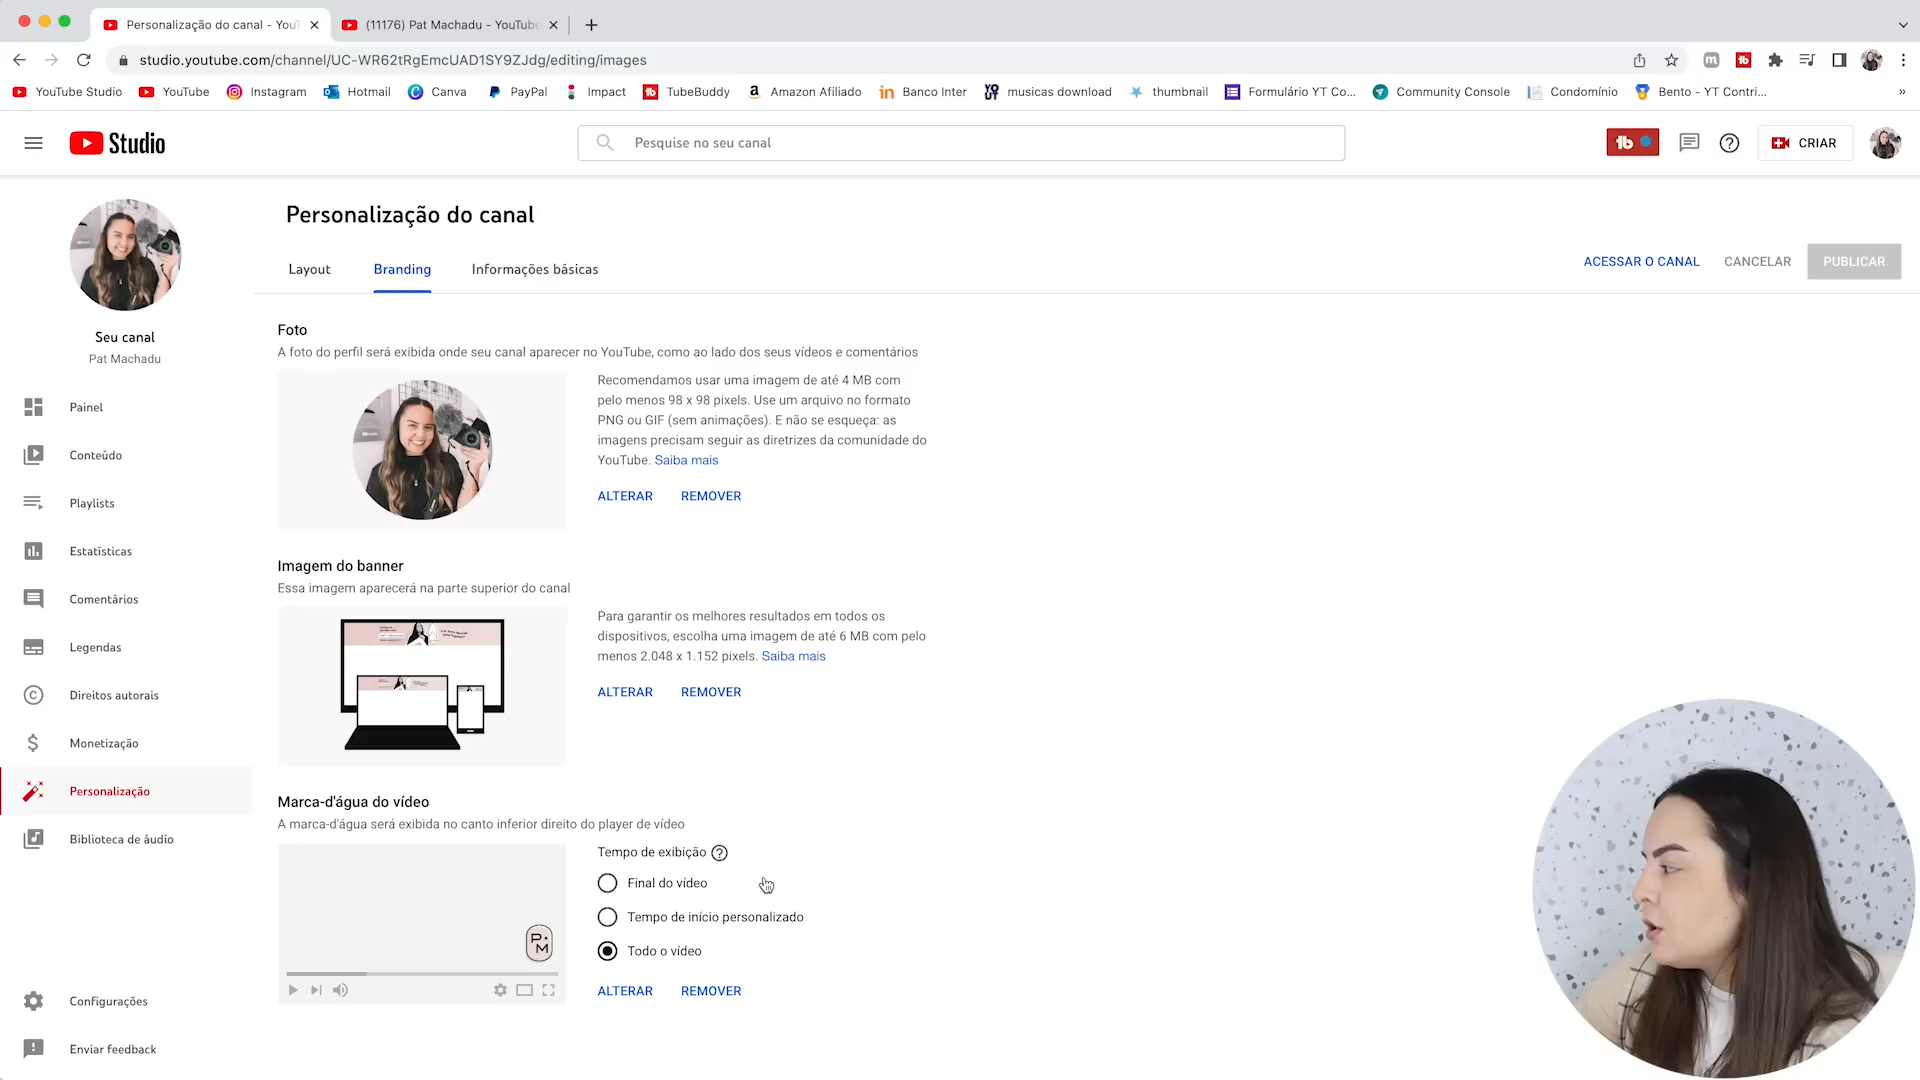 Personalização do canal - You
(11176) Pat Machadu - YouTube
studio.youtube.com/channel/UC-WR62tRgEmcUAD1SY9ZJdg/editing/images
YouTube Studio
YouTube
Instagram
Hotmail
Canva
PayPal
Impact
TubeBuddy
Amazon Afiliado
Banco Inter
musicas download
thumbnail
Formulário YT Co...
Community Console
Condomínio
Bento - YT Contri...
Studio
Pesquise no seu canal
CRIAR
Personalização do canal
Layout
Branding
Informações básicas
ACESSAR O CANAL
CANCELAR
PUBLICAR
Seu canal
Pat Machadu
Painel
Conteúdo
Playlists
Estatísticas
Comentários
Legendas
Direitos autorais
Monetização
Personalização
Biblioteca de áudio
Configurações
Enviar feedback
Foto
A foto do perfil será exibida onde seu canal aparecer no YouTube, como ao lado dos seus vídeos e comentários
Recomendamos usar uma imagem de até 4 MB com
pelo menos 98 x 98 pixels. Use um arquivo no formato
PNG ou GIF (sem animações). E não se esqueça: as
imagens precisam seguir as diretrizes da comunidade do
YouTube. Saiba mais
ALTERAR
REMOVER
Imagem do banner
Essa imagem aparecerá na parte superior do canal
Para garantir os melhores resultados em todos os
dispositivos, escolha uma imagem de até 6 MB com pelo
menos 2.048 x 1.152 pixels. Saiba mais
ALTERAR
REMOVER
Marca-d'água do vídeo
A marca-d'água será exibida no canto inferior direito do player de vídeo
Tempo de exibição
Final do vídeo
Tempo de início personalizado
Todo o vídeo
P:
M
ALTERAR
REMOVER